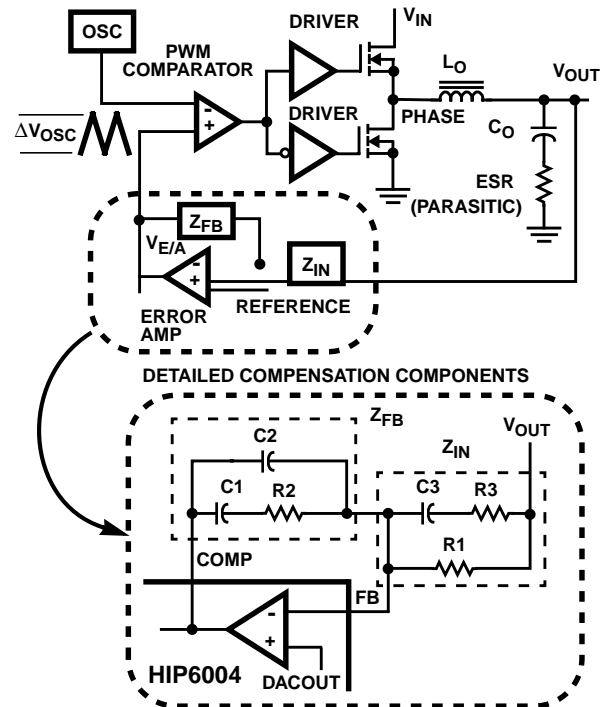 OSC
PWM
COMPARATOR
DRIVER
V_IN
ΔV_OSC
-
+
DRIVER
PHASE
L_O
V_OUT
C_O
ESR
(PARASITIC)
Z_FB
V_E/A
-
+
Z_IN
REFERENCE
ERROR
AMP
DETAILED COMPENSATION COMPONENTS
Z_FB
Z_IN
V_OUT
C2
C1
R2
C3
R3
R1
COMP
FB
-
+
HIP6004
DACOUT